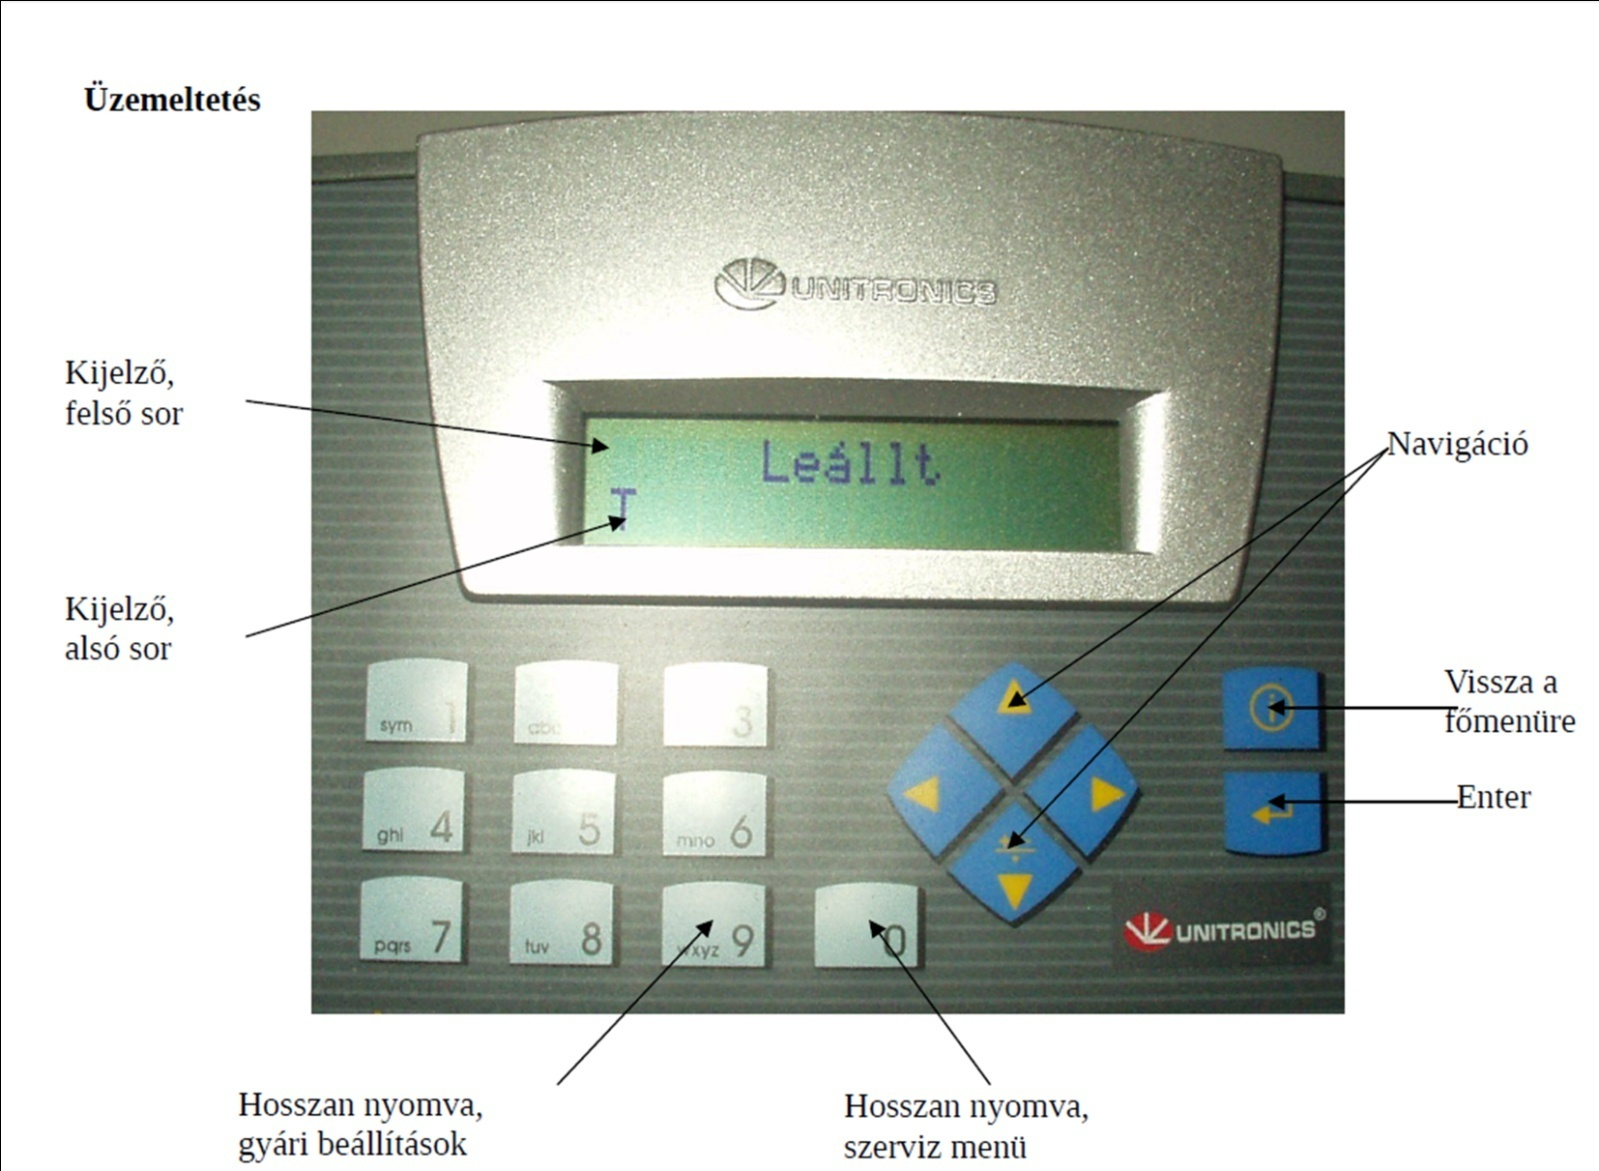 Üzemeltetés
UNITRONICS
Kijelző,
felső sor
Leállt
Navigáció
T
Kijelző,
alsó sor
Vissza a
főmenüre
sym 1
abc
3
Enter
ghi 4
jkl 5
mno 6
pqrs 7
tuv 8
wxyz 9
0
UNITRONICS®
Hosszan nyomva,
gyári beállítások
Hosszan nyomva,
szerviz menü